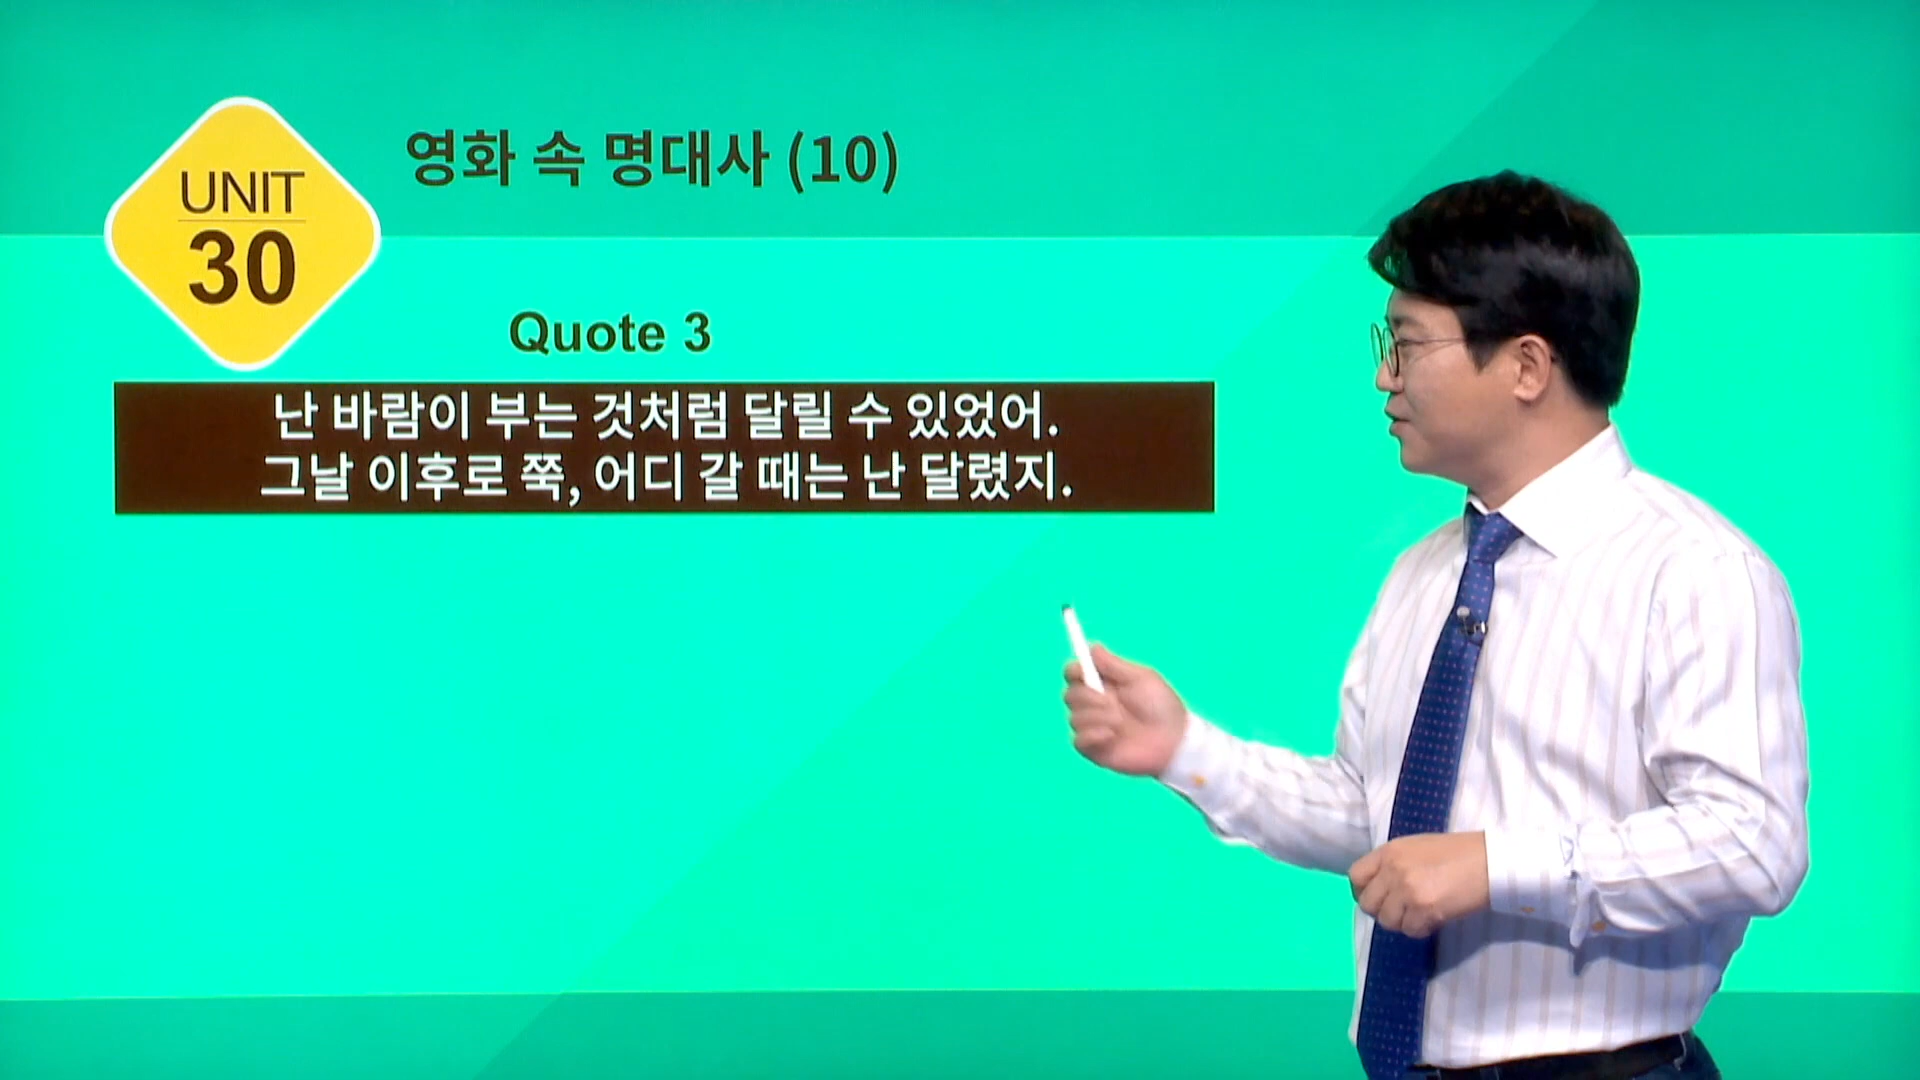 UNIT
30
영화 속 명대사 (10)
Quote 3
난 바람이 부는 것처럼 달릴 수 있었어.
그날 이후로 쭉, 어디 갈 때는 난 달렸지.